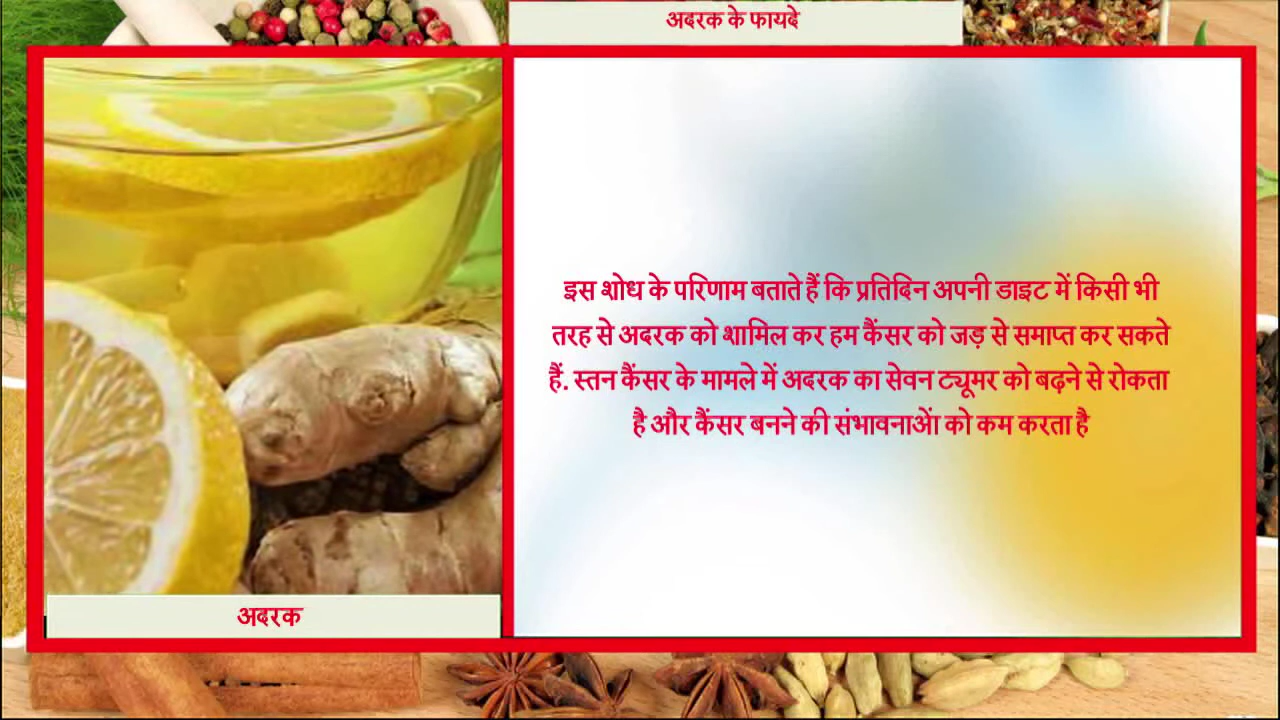 अदरक के फायदे
इस शोध के परिणाम बताते हैं कि प्रतिदिन अपनी डाइट में किसी भी
तरह से अदरक को शामिल कर हम कैंसर को जड़ से समाप्त कर सकते
हैं. स्तन कैंसर के मामले में अदरक का सेवन ट्यूमर को बढ़ने से रोकता
है और कैंसर बनने की संभावनाओं को कम करता है
अदरक